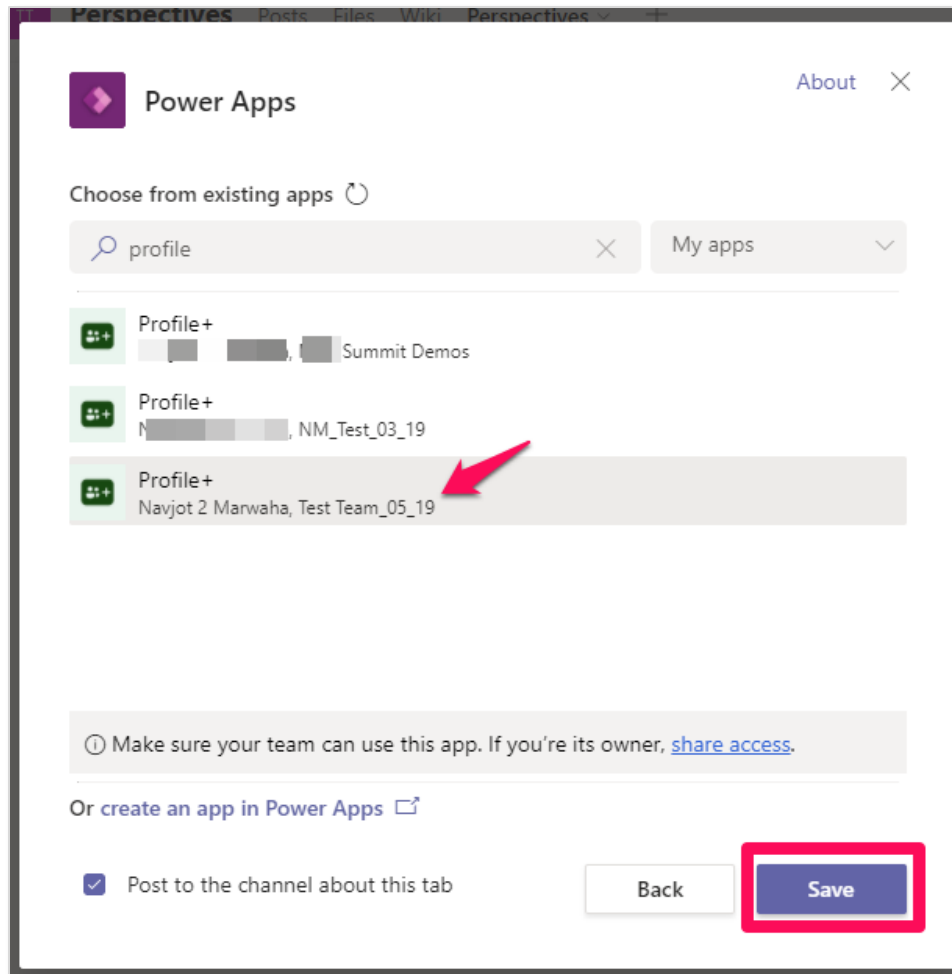 Perspectives Posts Files Wiki Perspectives
Power Apps
About
Choose from existing apps
profile
My apps
Profile+
Summit Demos
Profile+
, NM_Test_03_19
Profile+
Navjot 2 Marwaha, Test Team_05_19
Make sure your team can use this app. If you’re its owner, share access.
Or create an app in Power Apps
Post to the channel about this tab
Back
Save